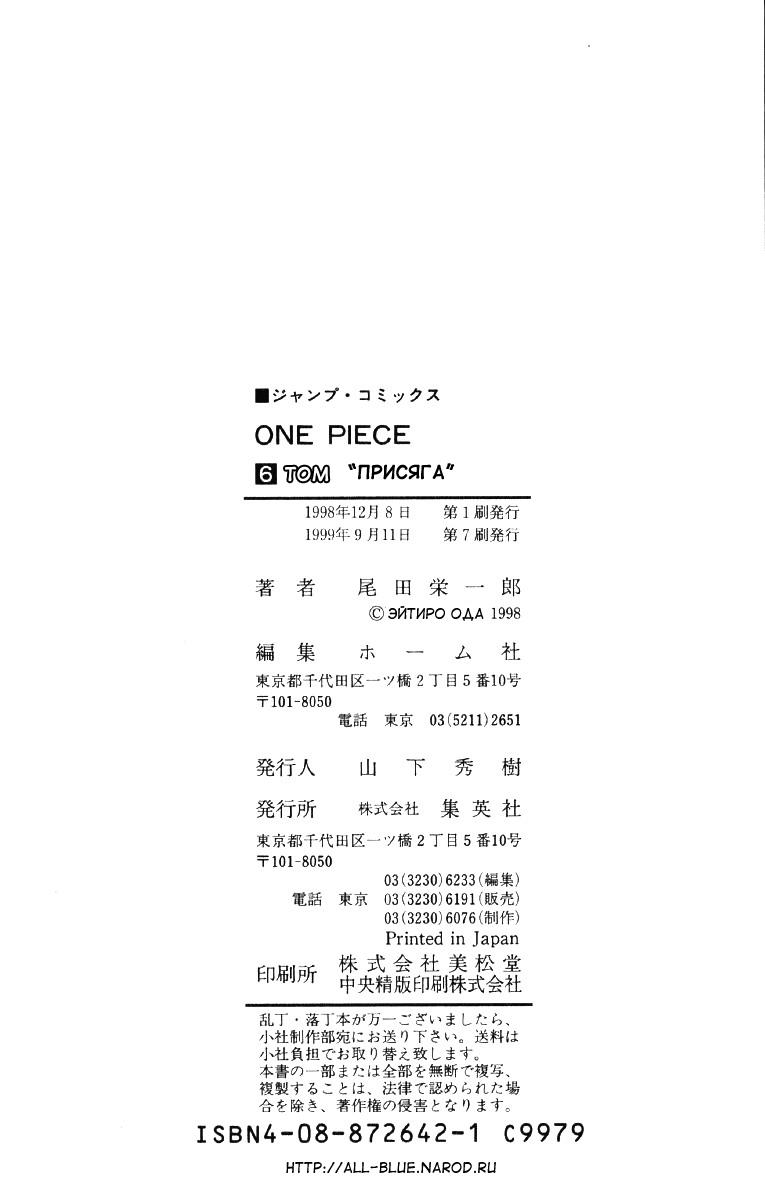 ■ジャンプ・コミックス
ONE PIECE
6 ТОМ "ПРИСЯГА"
1998年12月8日 第1刷発行
1999年9月11日 第7刷発行
著者 尾田栄一郎
© ЭЙТИРО ОДА 1998
編集 ホーム社
東京都千代田区一ツ橋2丁目5番10号
〒101-8050
電話 東京 03(5211)2651
発行人 山下秀樹
発行所 株式会社 集英社
東京都千代田区一ツ橋2丁目5番10号
〒101-8050
03(3230)6233(編集)
電話 東京 03(3230)6191(販売)
03(3230)6076(制作)
Printed in Japan
印刷所 株式会社美松堂
中央精版印刷株式会社
乱丁・落丁本が万一ございましたら、
小社制作部宛にお送り下さい。送料は
小社負担でお取り替え致します。
本書の一部または全部を無断で複写、
複製することは、法律で認められた場
合を除き、著作権の侵害となります。
ISBN4-08-872642-1 C9979
HTTP://ALL-BLUE.NAROD.RU